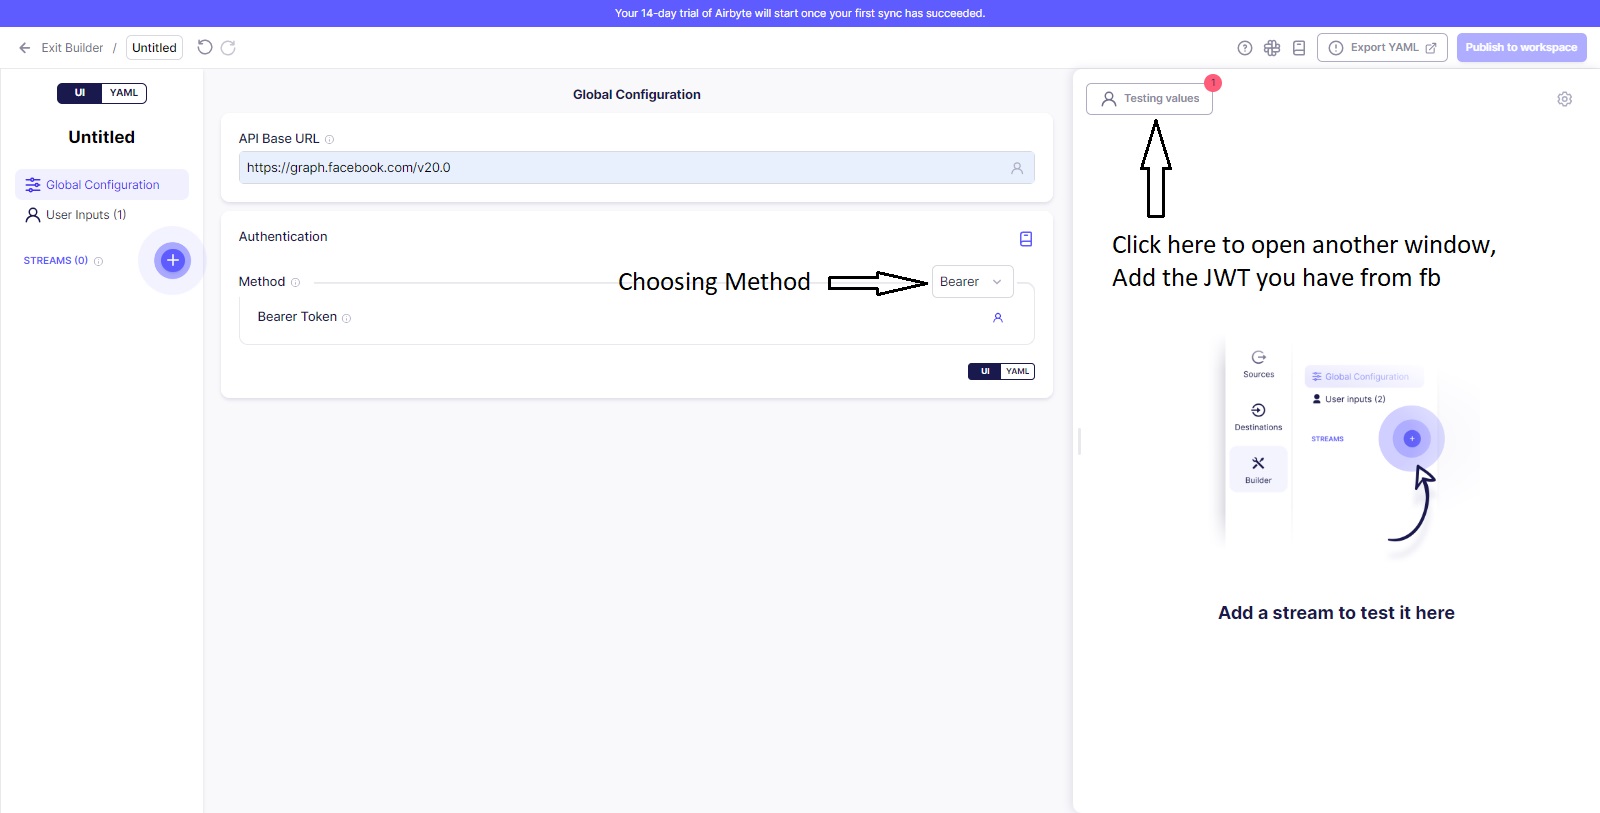 Your 14-day trial of Airbyte will start once your first sync has succeeded.
Exit Builder / Untitled
Export YAML
Publish to workspace
UI YAML
Untitled
Global Configuration
User Inputs (1)
STREAMS (0)
Global Configuration
API Base URL
https://graph.facebook.com/v20.0
Authentication
Method
Choosing Method
Bearer
Bearer Token
UI YAML
Testing values
1
Click here to open another window,
Add the JWT you have from fb
Sources
Destinations
Builder
Global Configuration
User inputs (2)
STREAMS
Add a stream to test it here